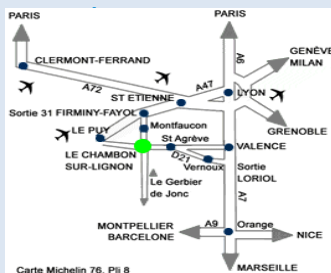 PARIS
PARIS
GENÈVE
MILAN
CLERMONT-FERRAND
A6
A72
A47
LYON
ST ETIENNE
Sortie 31 FIRMINY-FAYOL
GRENOBLE
LE PUY
Montfaucon
St Agrève
VALENCE
LE CHAMBON
SUR-LIGNON
D21
Vernoux
Sortie
LORIOL
Le Gerbier
de Jonc
A7
MONTPELLIER
BARCELONE
A9
Orange
NICE
MARSEILLE
Carte Michelin 76, Pli 8